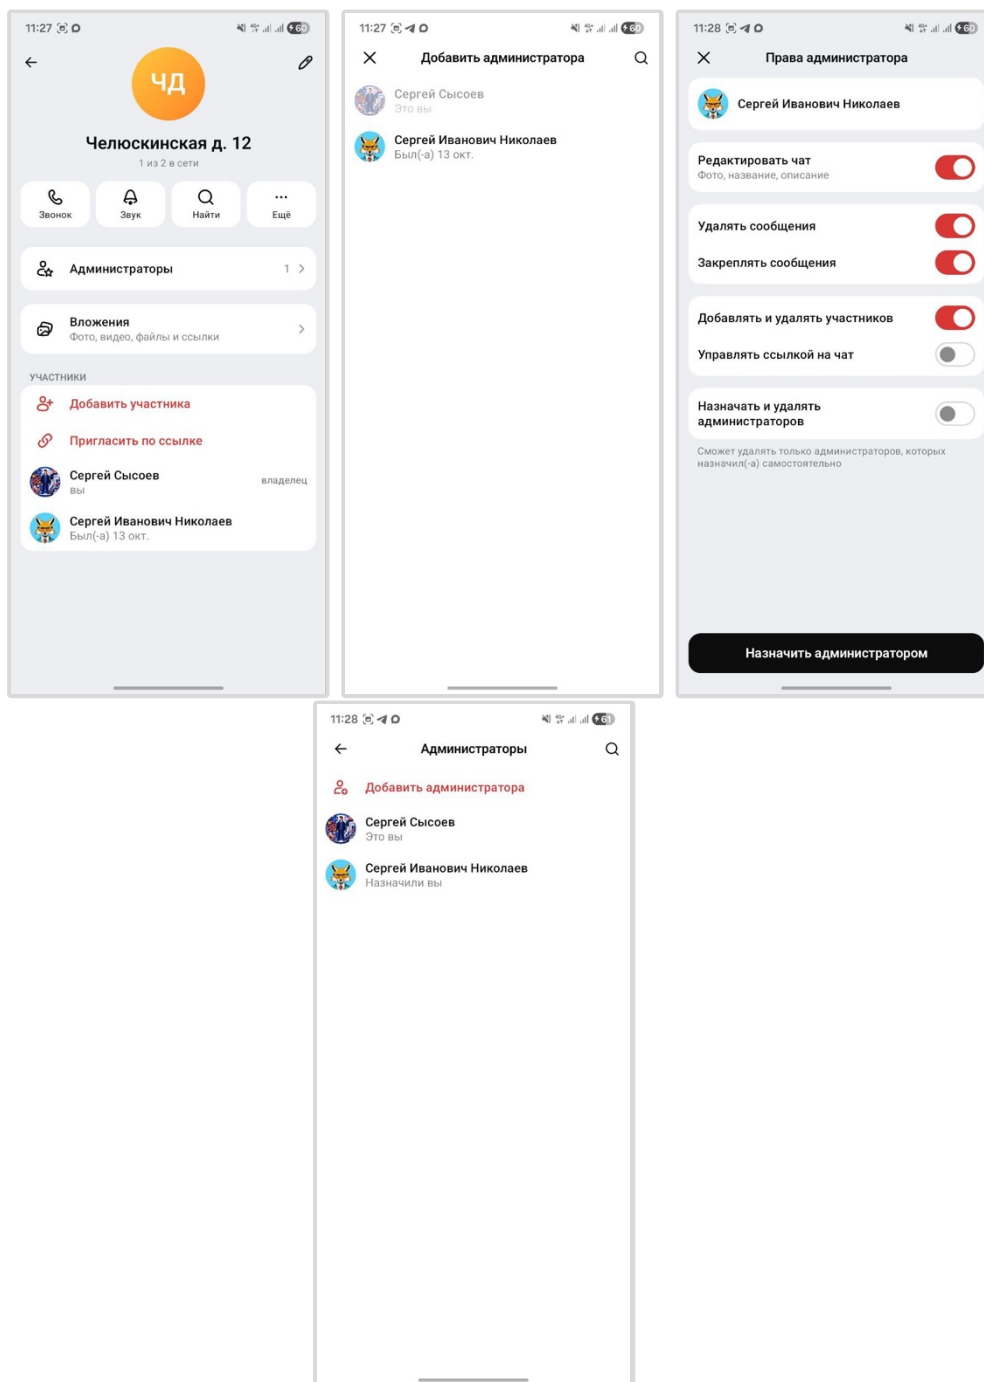 11:27
60
ЧД
Челюскинская д. 12
1 из 2 в сети
Звонок
Звук
Найти
Ещё
Администраторы
1
Вложения
Фото, видео, файлы и ссылки
УЧАСТНИКИ
Добавить участника
Пригласить по ссылке
Сергей Сысоев
вы
владелец
Сергей Иванович Николаев
Был(-а) 13 окт.
11:27
60
Добавить администратора
Сергей Сысоев
Это вы
Сергей Иванович Николаев
Был(-а) 13 окт.
11:28
60
Права администратора
Сергей Иванович Николаев
Редактировать чат
Фото, название, описание
Удалять сообщения
Закреплять сообщения
Добавлять и удалять участников
Управлять ссылкой на чат
Назначать и удалять
администраторов
Сможет удалять только администраторов, которых
назначил(-а) самостоятельно
Назначить администратором
11:28
61
Администраторы
Добавить администратора
Сергей Сысоев
Это вы
Сергей Иванович Николаев
Назначили вы